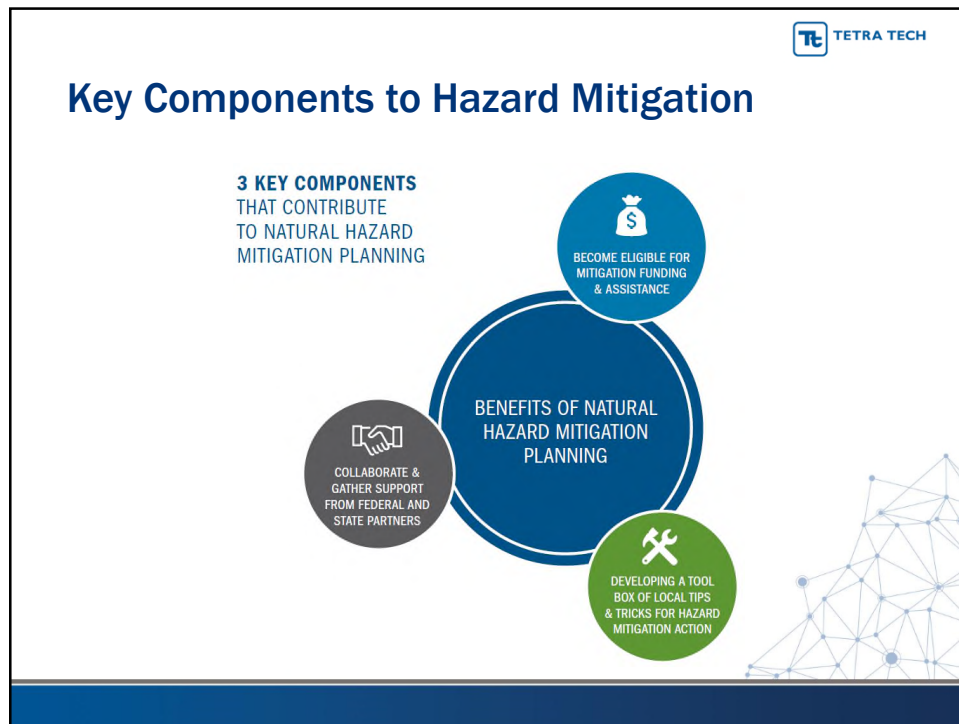 Tt TETRA TECH
Key Components to Hazard Mitigation
3 KEY COMPONENTS
THAT CONTRIBUTE
TO NATURAL HAZARD
MITIGATION PLANNING
$
BECOME ELIGIBLE FOR
MITIGATION FUNDING
& ASSISTANCE
BENEFITS OF NATURAL
HAZARD MITIGATION
PLANNING
COLLABORATE &
GATHER SUPPORT
FROM FEDERAL AND
STATE PARTNERS
DEVELOPING A TOOL
BOX OF LOCAL TIPS
& TRICKS FOR HAZARD
MITIGATION ACTION